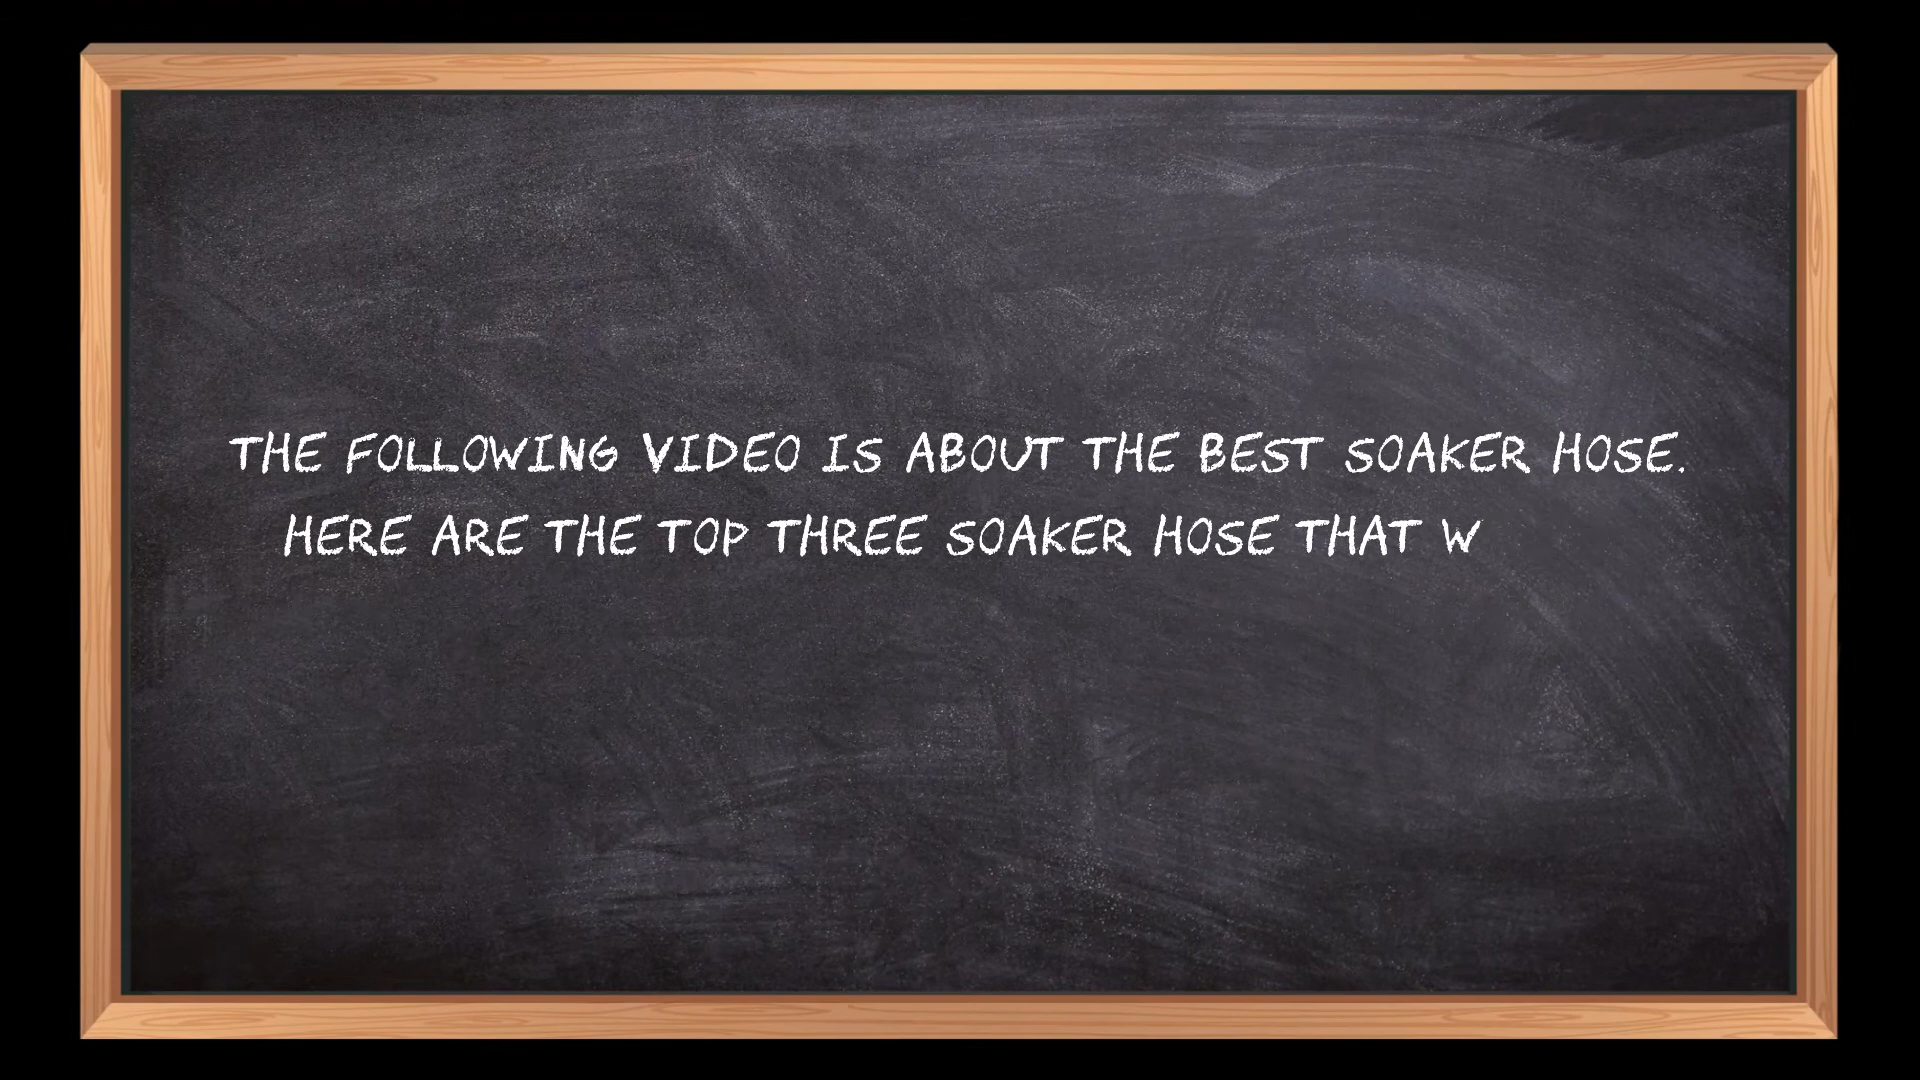 THE FOLLOWING VIDEO IS ABOUT THE BEST SOAKER HOSE.
HERE ARE THE TOP THREE SOAKER HOSE THAT W